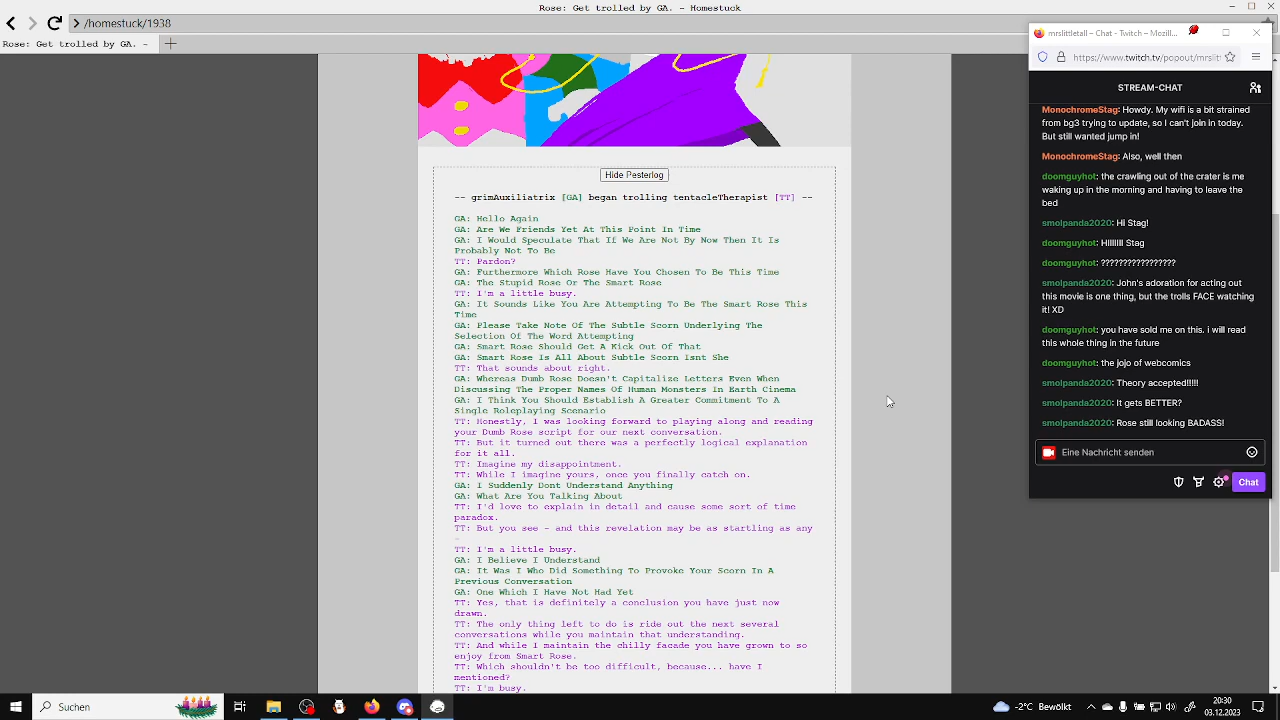 Rose: Get trolled by GA. - Homestuck
/homestuck/1938
Rose: Get trolled by GA. -
Hide Pesterlog
-- grimAuxiliatrix [GA] began trolling tentacleTherapist [TT] --
GA: Hello Again
GA: Are We Friends Yet At This Point In Time
GA: I Would Speculate That If We Are Not By Now Then It Is
Probably Not To Be
TT: Pardon?
GA: Furthermore Which Rose Have You Chosen To Be This Time
GA: The Stupid Rose Or The Smart Rose
TT: I'm a little busy.
GA: It Sounds Like You Are Attempting To Be The Smart Rose This
Time
GA: Please Take Note Of The Subtle Scorn Underlying The
Selection Of The Word Attempting
GA: Smart Rose Should Get A Kick Out Of That
GA: Smart Rose Is All About Subtle Scorn Isnt She
TT: That sounds about right.
GA: Whereas Dumb Rose Doesn't Capitalize Letters Even When
Discussing The Proper Names Of Human Monsters In Earth Cinema
GA: I Think You Should Establish A Greater Commitment To A
Single Roleplaying Scenario
TT: Honestly, I was looking forward to playing along and reading
your Dumb Rose script for our next conversation.
TT: But it turned out there was a perfectly logical explanation
for it all.
TT: Imagine my disappointment.
TT: While I imagine yours, once you finally catch on.
GA: I Suddenly Dont Understand Anything
GA: What Are You Talking About
TT: I'd love to explain in detail and cause some sort of time
paradox.
TT: But you see - and this revelation may be as startling as any
-
TT: I'm a little busy.
GA: I Believe I Understand
GA: It Was I Who Did Something To Provoke Your Scorn In A
Previous Conversation
GA: One Which I Have Not Had Yet
TT: Yes, that is definitely a conclusion you have just now
drawn.
TT: The only thing left to do is ride out the next several
conversations while you maintain that understanding.
TT: And while I maintain the chilly facade you have grown to so
enjoy from Smart Rose.
TT: Which shouldn't be too difficult, because... have I
mentioned?
TT: I'm busy.
mrslittletall – Chat - Twitch – Mozill...
https://www.twitch.tv/popout/mrslitt
STREAM-CHAT
MonochromeStag: Howdy. My wifi is a bit strained
from bg3 trying to update, so I can't join in today.
But still wanted jump in!
MonochromeStag: Also, well then
doomguyhot: the crawling out of the crater is me
waking up in the morning and having to leave the
bed
smolpanda2020: Hi Stag!
doomguyhot: HIIIIIII Stag
doomguyhot: ????????????????
smolpanda2020: John's adoration for acting out
this movie is one thing, but the trolls FACE watching
it! XD
doomguyhot: you have sold me on this. i will read
this whole thing in the future
doomguyhot: the jojo of webcomics
smolpanda2020: Theory accepted!!!!!
smolpanda2020: It gets BETTER?
smolpanda2020: Rose still looking BADASS!
Eine Nachricht senden
Chat
Suchen
-2°C Bewölkt
20:30
03.12.2023